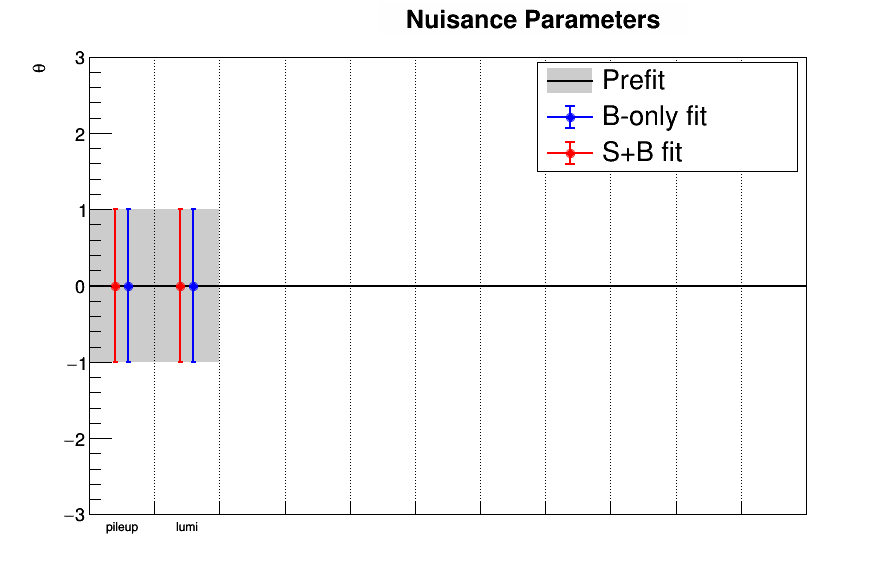 Nuisance Parameters
θ
3
2
1
0
−1
−2
−3
Prefit
B-only fit
S+B fit
pileup
lumi